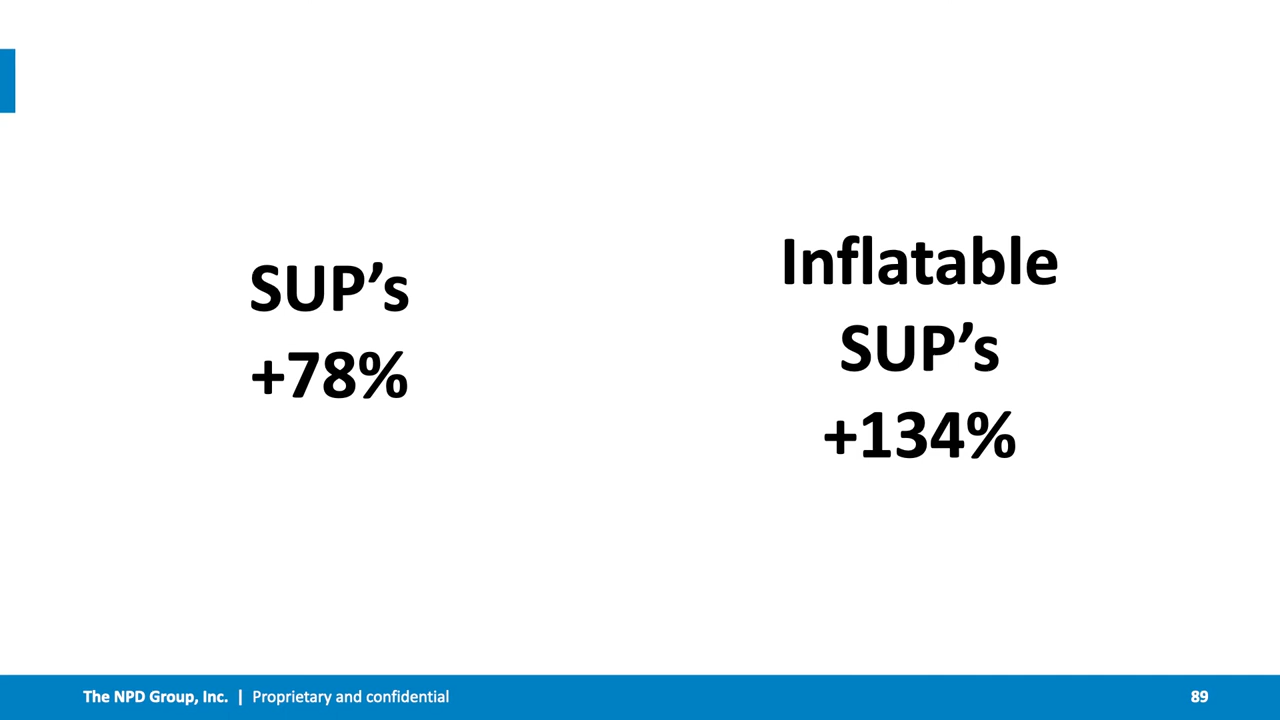 SUP’s
+78%
Inflatable
SUP’s
+134%
The NPD Group, Inc. | Proprietary and confidential
89